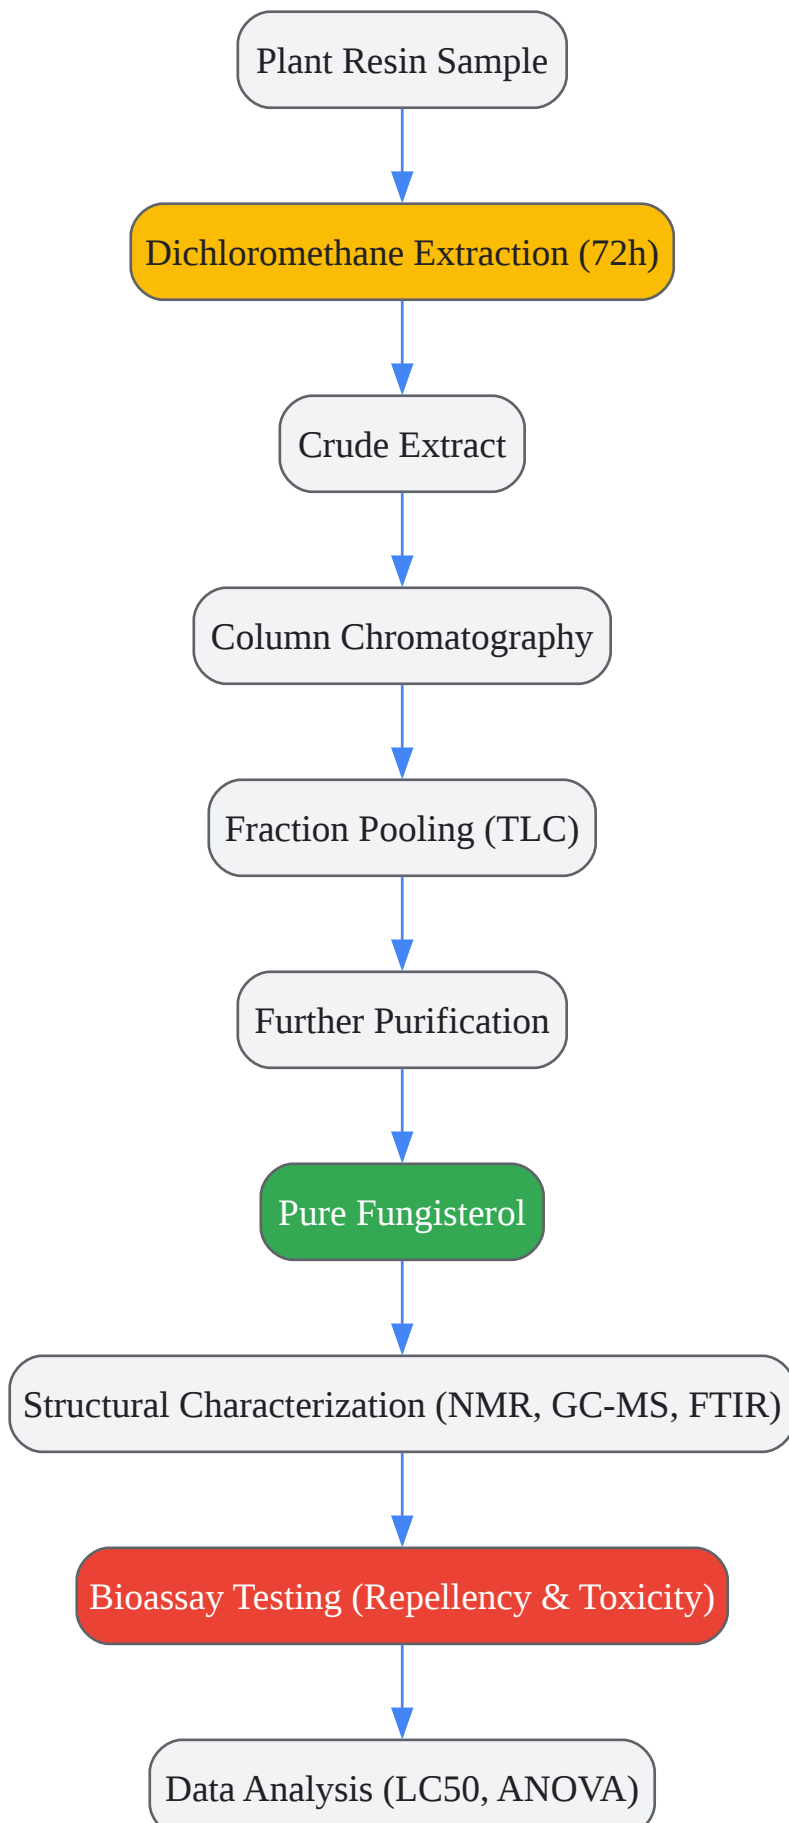 Plant Resin Sample
Dichloromethane Extraction (72h)
Crude Extract
Column Chromatography
Fraction Pooling (TLC)
Further Purification
Pure Fungisterol
Structural Characterization (NMR, GC-MS, FTIR)
Bioassay Testing (Repellency & Toxicity)
Data Analysis (LC50, ANOVA)